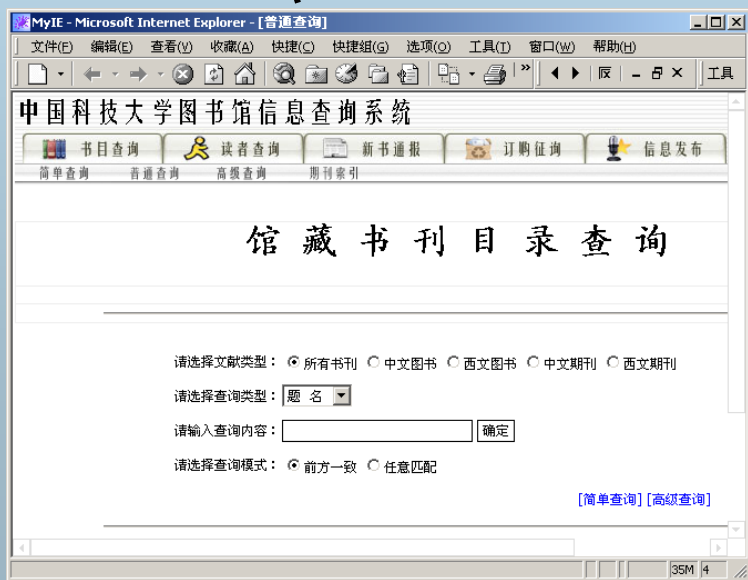 MyIE - Microsoft Internet Explorer - [普通查询]
文件(F) 编辑(E) 查看(V) 收藏(A) 快捷(C) 快捷组(G) 选项(O) 工具(T) 窗口(W) 帮助(H)
工具
中国科技大学图书馆信息查询系统
书目查询 读者查询 新书通报 订购征询 信息发布
简单查询 普通查询 高级查询 期刊索引
馆藏书刊目录查询
请选择文献类型： 所有书刊 中文图书 西文图书 中文期刊 西文期刊
请选择查询类型： 题 名
请输入查询内容： 确定
请选择查询模式： 前方一致 任意匹配
[简单查询] [高级查询]
35M 4